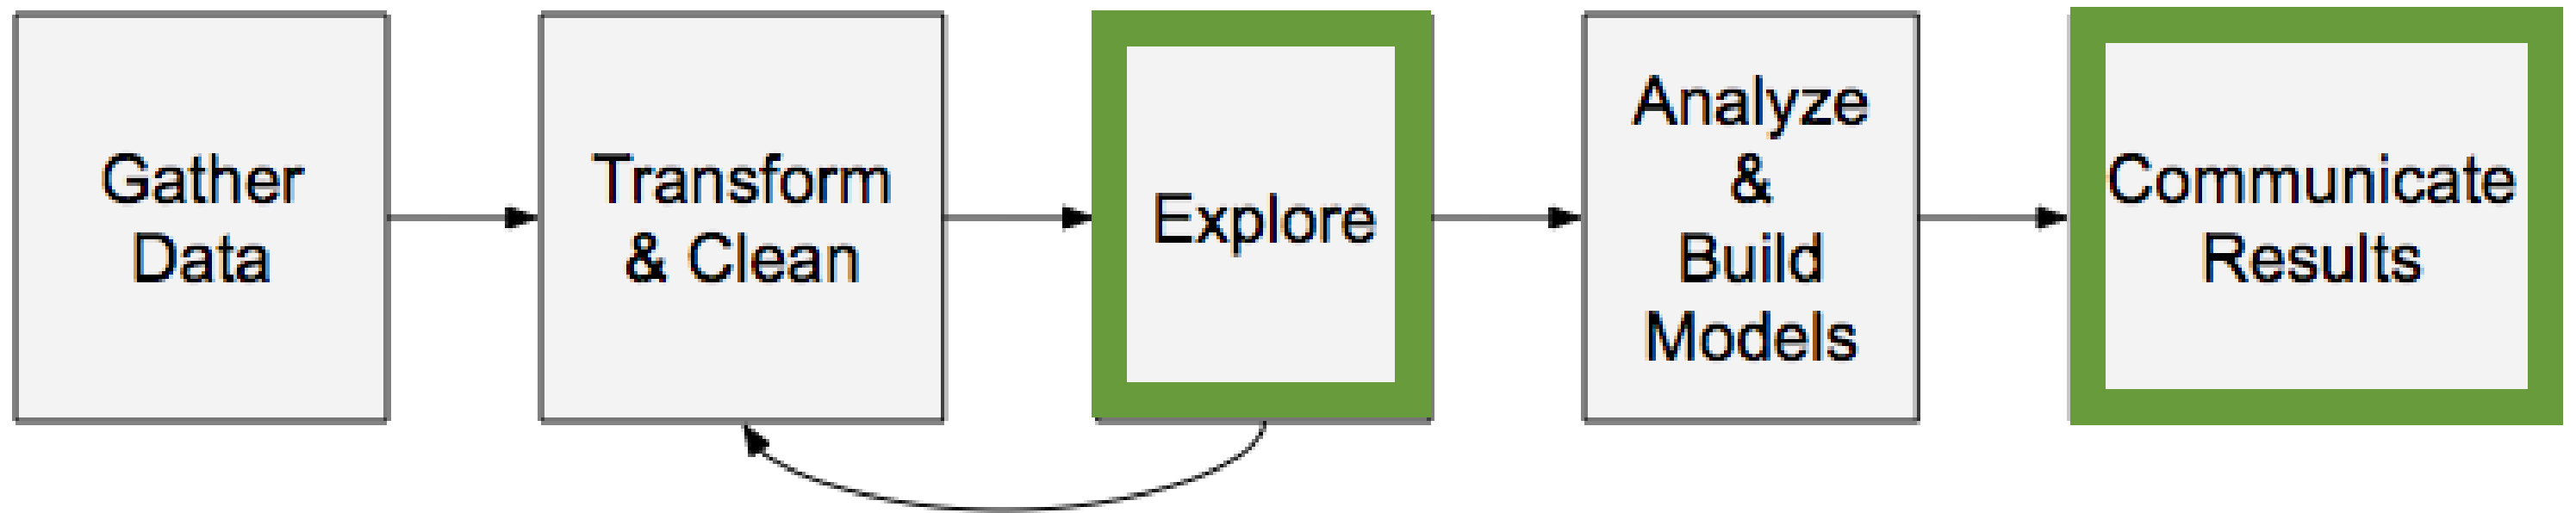 Gather
Data
Transform
& Clean
Explore
Analyze
&
Build
Models
Communicate
Results